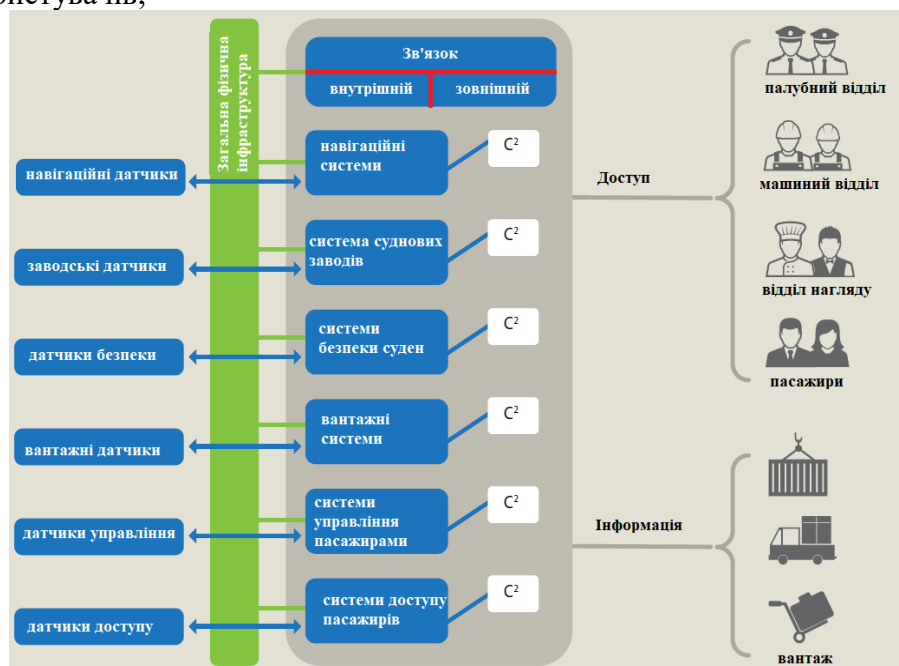 Зв'язок
внутрішній зовнішній
Загальна фізична
інфраструктура
навігаційні датчики
навігаційні
системи
C²
заводські датчики
система суднових
заводів
C²
датчики безпеки
системи
безпеки суден
C²
вантажні датчики
вантажні
системи
C²
датчики управління
системи
управління
пасажирами
C²
датчики доступу
системи доступу
пасажирів
C²
Доступ
палубний відділ
машиний відділ
відділ нагляду
пасажири
Інформація
вантаж